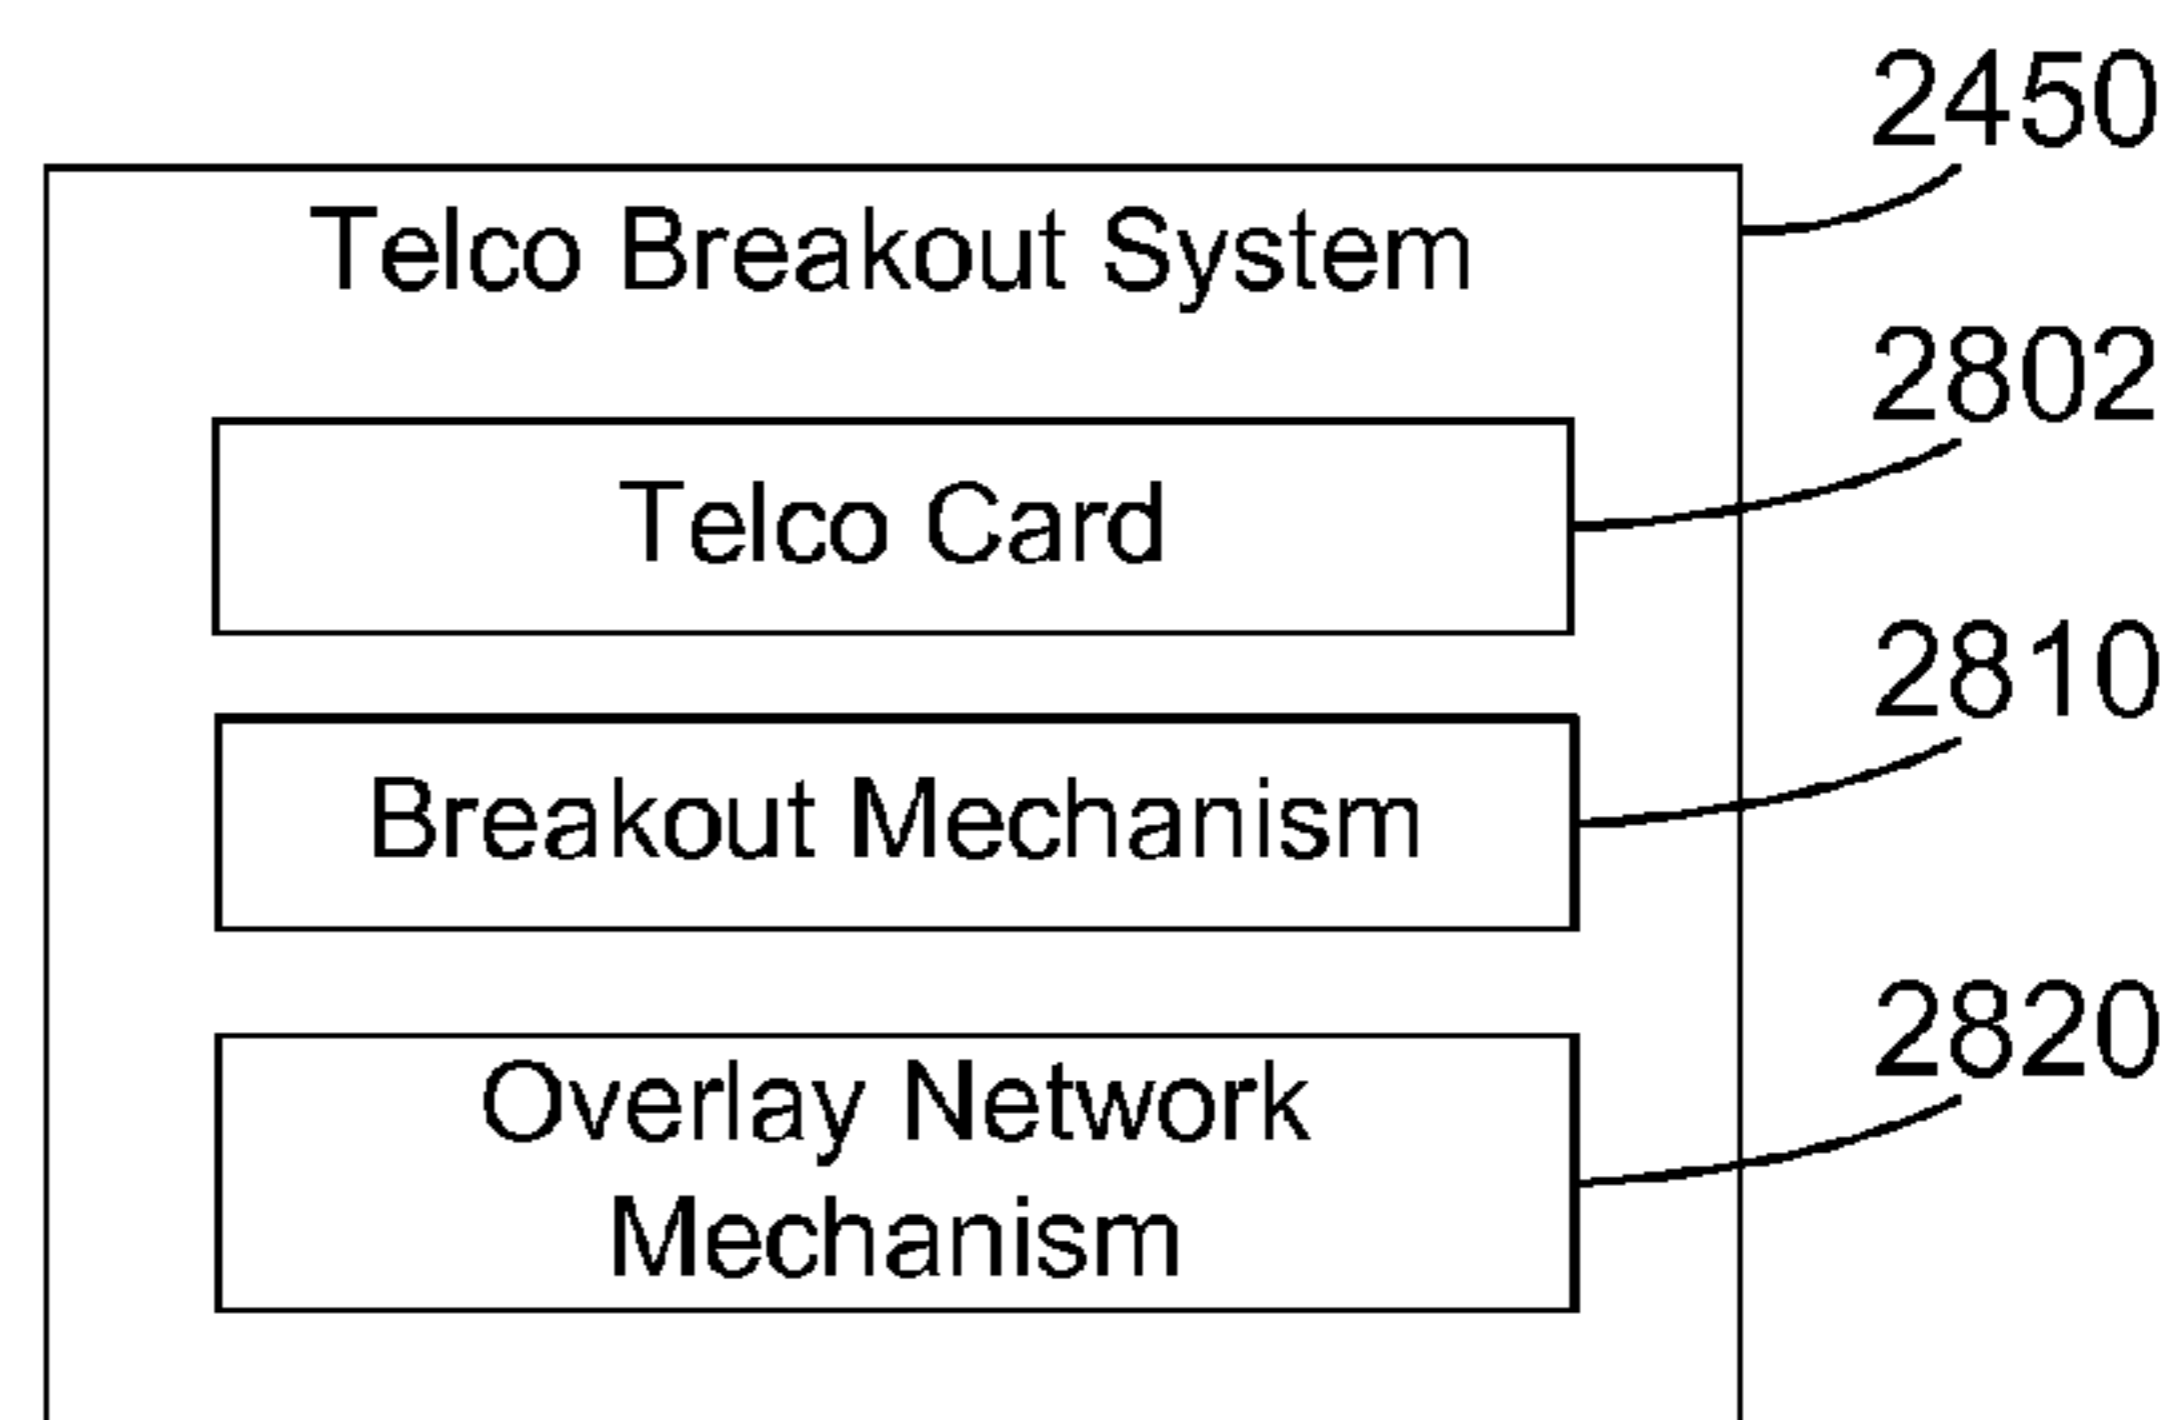 2450
Telco Breakout System
2802
Telco Card
2810
Breakout Mechanism
2820
Overlay Network
Mechanism